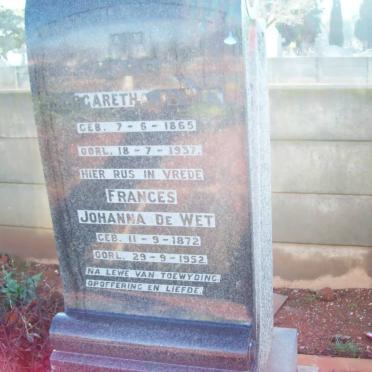 GARETH
GEB. 7-6-1865
OORL. 18-7-1937.
HIER RUS IN VREDE
FRANCES
JOHANNA DE WET
GEB. 11-9-1872
OORL. 29-9-1952.
NA LEWE VAN TOEWYDING,
OPOFFERING EN LIEFDE.